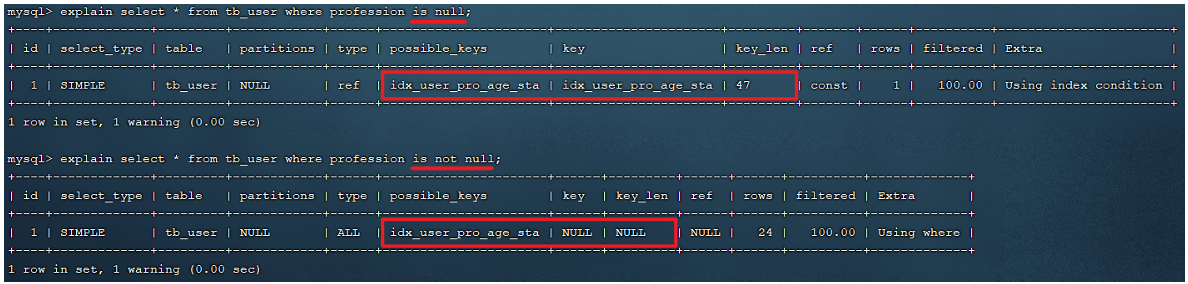 mysql> explain select * from tb_user where profession is null;
+----+-------------+---------+------------+------+----------------------+----------------------+---------+-------+------+----------+-----------------------+
| id | select_type | table | partitions | type | possible_keys | key | key_len | ref | rows | filtered | Extra |
+----+-------------+---------+------------+------+----------------------+----------------------+---------+-------+------+----------+-----------------------+
| 1 | SIMPLE | tb_user | NULL | ref | idx_user_pro_age_sta | idx_user_pro_age_sta | 47 | const | 1 | 100.00 | Using index condition |
+----+-------------+---------+------------+------+----------------------+----------------------+---------+-------+------+----------+-----------------------+
1 row in set, 1 warning (0.00 sec)
mysql> explain select * from tb_user where profession is not null;
+----+-------------+---------+------------+------+----------------------+------+---------+------+------+----------+-------------+
| id | select_type | table | partitions | type | possible_keys | key | key_len | ref | rows | filtered | Extra |
+----+-------------+---------+------------+------+----------------------+------+---------+------+------+----------+-------------+
| 1 | SIMPLE | tb_user | NULL | ALL | idx_user_pro_age_sta | NULL | NULL | NULL | 24 | 100.00 | Using where |
+----+-------------+---------+------------+------+----------------------+------+---------+------+------+----------+-------------+
1 row in set, 1 warning (0.00 sec)